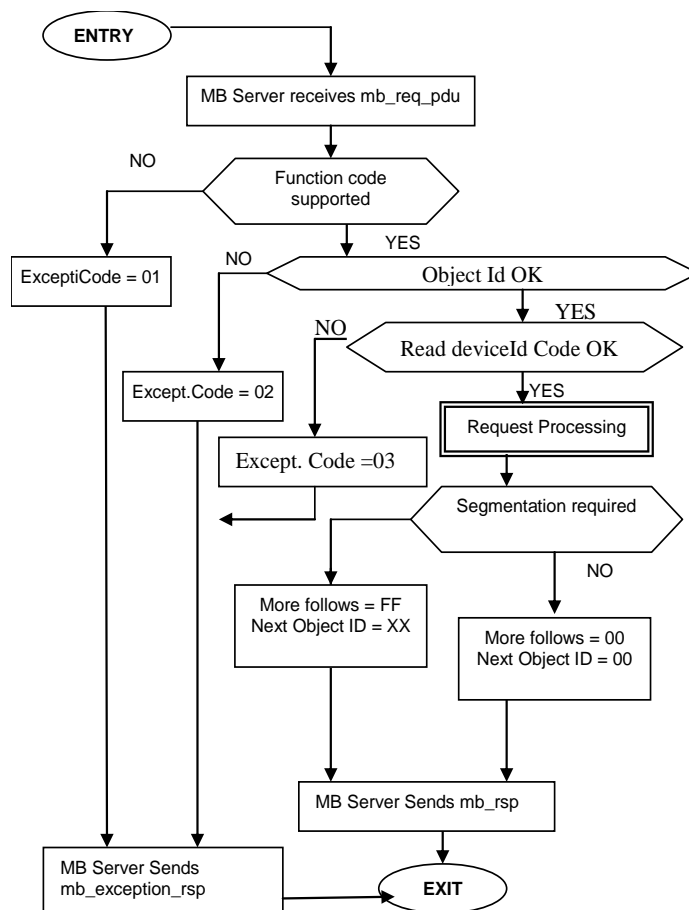 ENTRY
MB Server receives mb_req_pdu
NO
Function code
supported
YES
ExceptiCode = 01
NO
Object Id OK
YES
NO
Read deviceId Code OK
Except.Code = 02
YES
Request Processing
Except. Code =03
Segmentation required
NO
More follows = FF
Next Object ID = XX
More follows = 00
Next Object ID = 00
MB Server Sends mb_rsp
MB Server Sends
mb_exception_rsp
EXIT